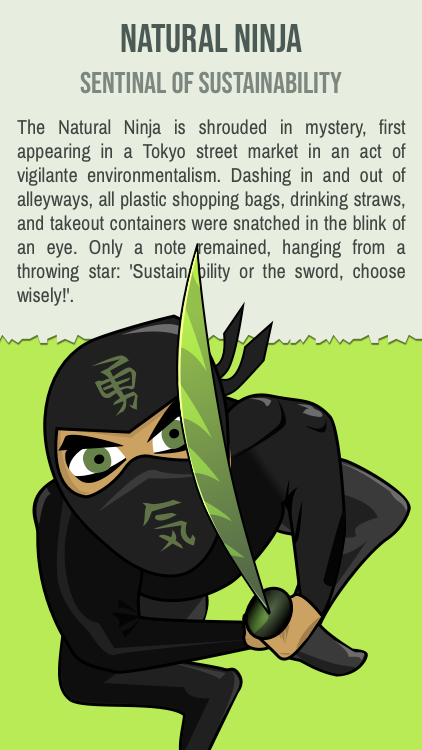 NATURAL NINJA
SENTINAL OF SUSTAINABILITY
The Natural Ninja is shrouded in mystery, first
appearing in a Tokyo street market in an act of
vigilante environmentalism. Dashing in and out of
alleyways, all plastic shopping bags, drinking straws,
and takeout containers were snatched in the blink of
an eye. Only a note remained, hanging from a
throwing star: 'Sustainability or the sword, choose
wisely!'.
勇
気